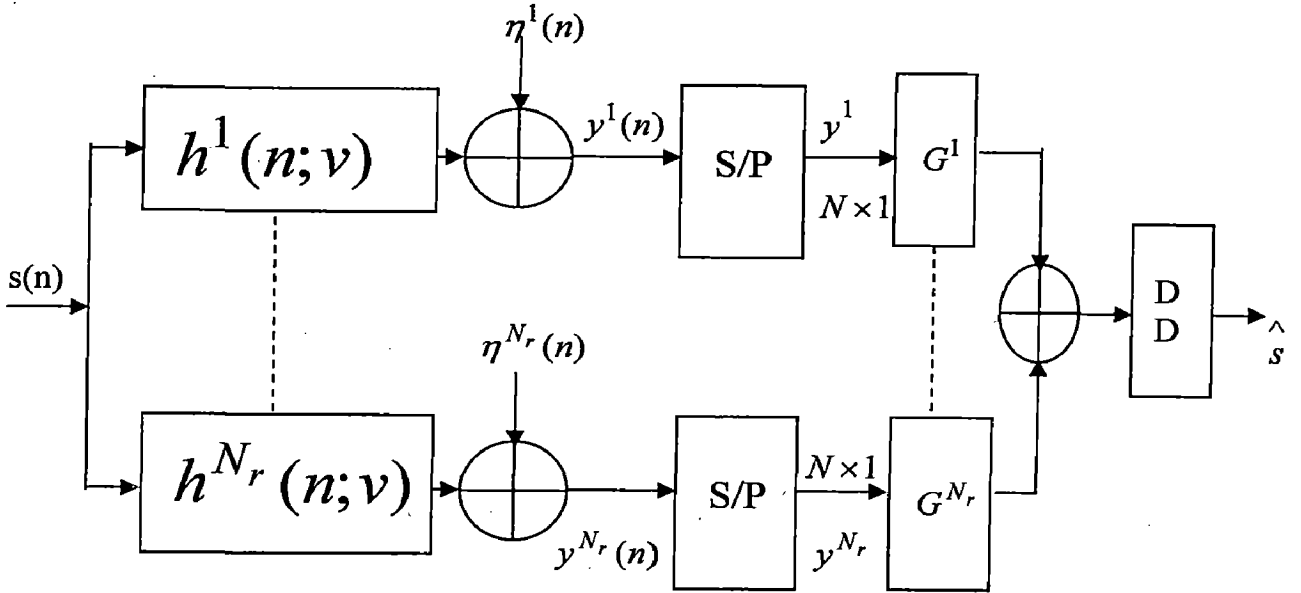 η¹(n)
h¹(n;v)
y¹(n)
S/P
y¹
N×1
G¹
s(n)
D
D
ŝ
η^{N_r}(n)
h^{N_r}(n;v)
y^{N_r}(n)
S/P
N×1
y^{N_r}
G^{N_r}